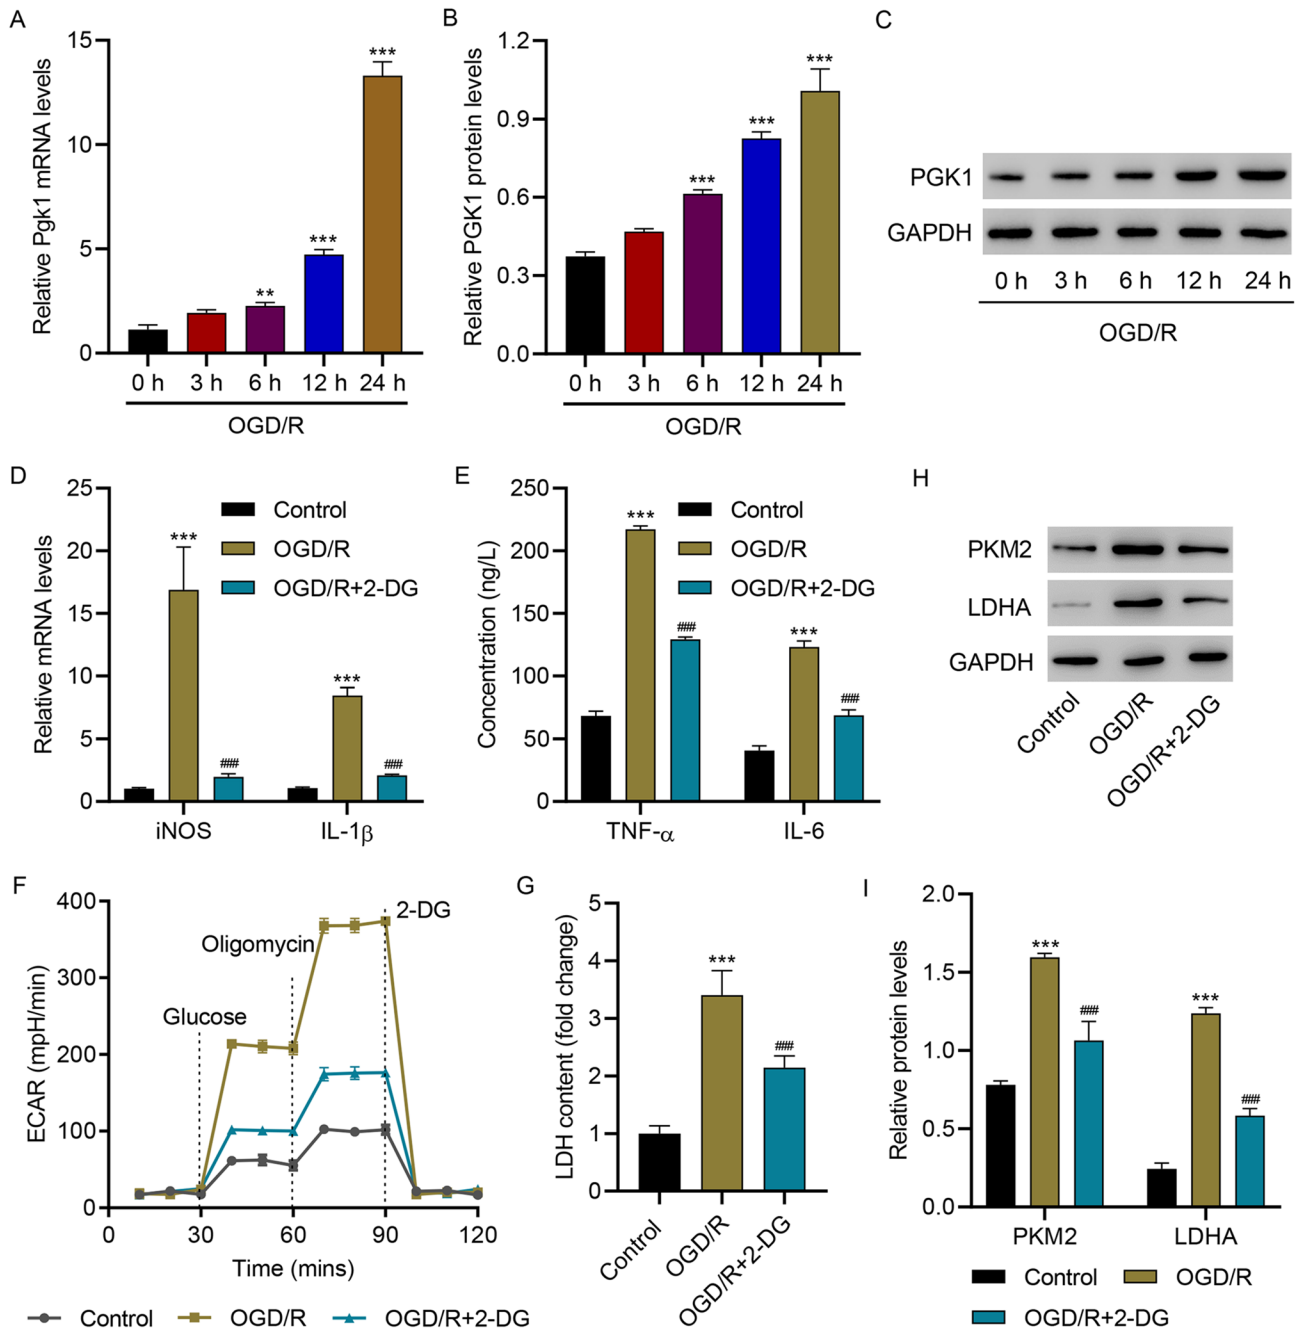 A
Relative Pgk1 mRNA levels
15
10
5
0
***
***
**
0 h 3 h 6 h 12 h 24 h
OGD/R
B
Relative PGK1 protein levels
1.2
0.9
0.6
0.3
0.0
***
***
***
0 h 3 h 6 h 12 h 24 h
OGD/R
C
PGK1
GAPDH
0 h 3 h 6 h 12 h 24 h
OGD/R
D
Relative mRNA levels
25
20
15
10
5
0
Control
OGD/R
OGD/R+2-DG
***
***
###
###
iNOS IL-1β
E
Concentration (ng/L)
250
200
150
100
50
0
Control
OGD/R
OGD/R+2-DG
***
###
***
###
TNF-α IL-6
H
PKM2
LDHA
GAPDH
Control
OGD/R
OGD/R+2-DG
F
ECAR (mpH/min)
400
300
200
100
0
Glucose
Oligomycin
2-DG
0 30 60 90 120
Time (mins)
Control OGD/R OGD/R+2-DG
G
LDH content (fold change)
5
4
3
2
1
0
***
###
Control
OGD/R
OGD/R+2-DG
I
Relative protein levels
2.0
1.5
1.0
0.5
0.0
***
###
***
###
PKM2 LDHA
Control OGD/R
OGD/R+2-DG